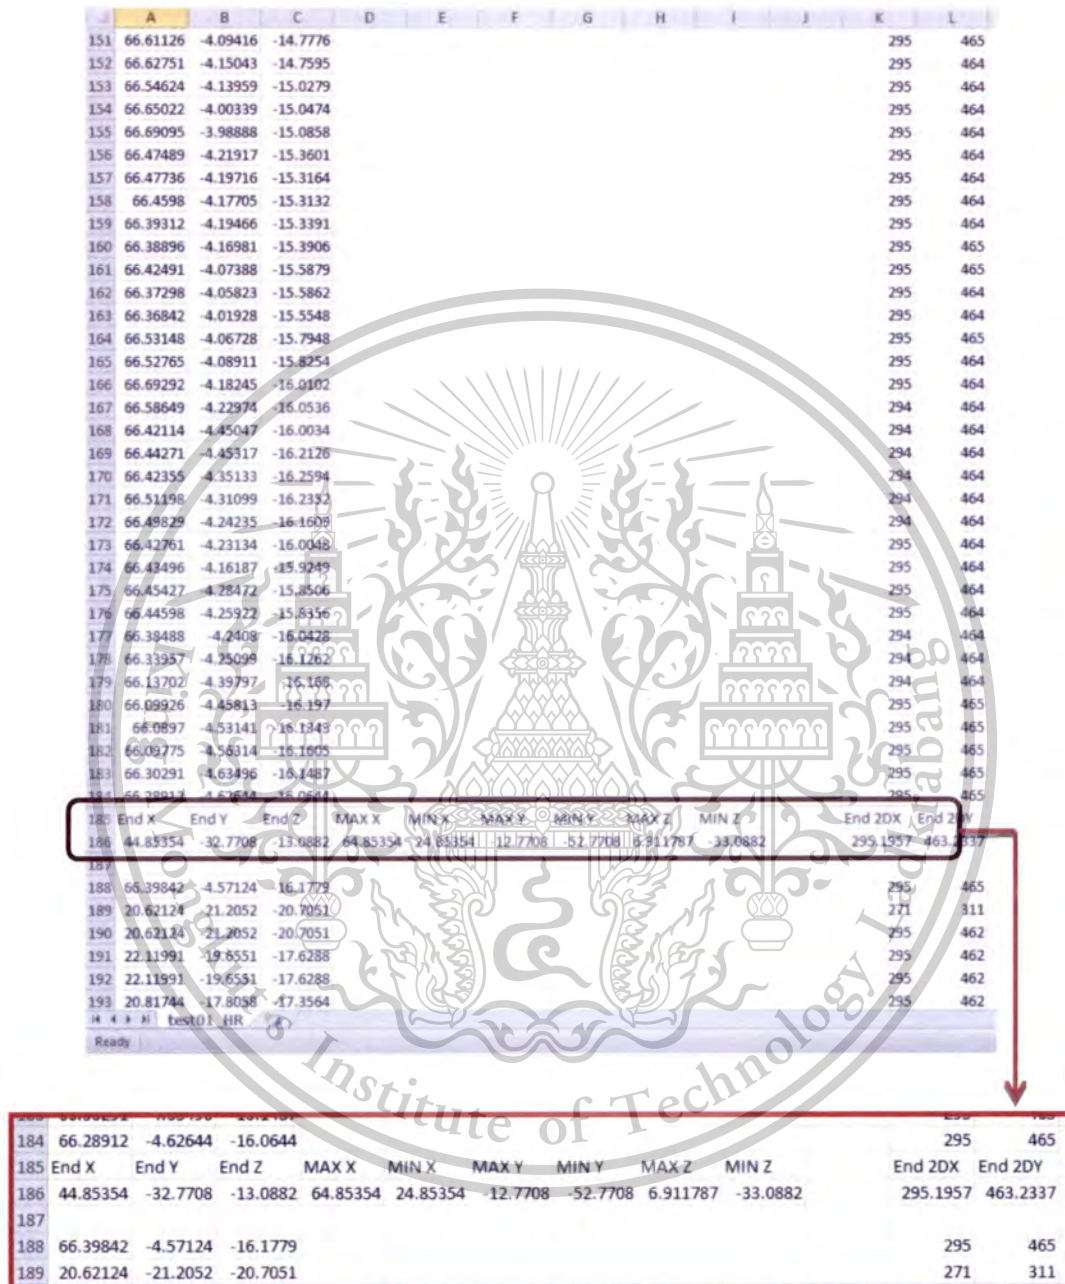 A B C D E F G H I J K L
151 66.61126 -4.09416 -14.7776 295 465
152 66.62751 -4.15043 -14.7595 295 464
153 66.54624 -4.13959 -15.0279 295 464
154 66.65022 -4.00339 -15.0474 295 464
155 66.69095 -3.98888 -15.0858 295 464
156 66.47489 -4.21917 -15.3601 295 464
157 66.47736 -4.19716 -15.3164 295 464
158 66.4598 -4.17705 -15.3132 295 464
159 66.39312 -4.19466 -15.3391 295 464
160 66.38896 -4.16981 -15.3906 295 465
161 66.42491 -4.07388 -15.5879 295 465
162 66.37298 -4.05823 -15.5862 295 464
163 66.36842 -4.01928 -15.5548 295 464
164 66.53148 -4.06728 -15.7948 295 465
165 66.52765 -4.08911 -15.8254 295 464
166 66.69292 -4.18245 -16.0102 295 464
167 66.58649 -4.22974 -16.0536 294 464
168 66.42114 -4.45047 -16.0034 294 464
169 66.44271 -4.45317 -16.2126 294 464
170 66.42355 -4.35133 -16.2594 294 464
171 66.51198 -4.31099 -16.2352 294 464
172 66.49829 -4.24235 -16.1609 294 464
173 66.42761 -4.23134 -16.0048 295 464
174 66.43496 -4.16187 -15.9249 295 464
175 66.45427 -4.28472 -15.8506 295 464
176 66.44598 -4.25922 -15.8356 295 464
177 66.38488 -4.2408 -16.0428 294 464
178 66.33957 -4.25099 -16.1262 294 464
179 66.13702 -4.39797 -16.168 294 464
180 66.09926 -4.45813 -16.197 295 465
181 66.0897 -4.53141 -16.1343 295 465
182 66.09775 -4.56314 -16.1605 295 465
183 66.30291 -4.63496 -16.1487 295 465
184 66.28912 -4.62644 -16.0644 295 465
185 End X End Y End Z MAX X MIN X MAX Y MIN Y MAX Z MIN Z End 2DX End 2DY
186 44.85354 -32.7708 -13.0882 64.85354 24.85354 -12.7708 -52.7708 6.911787 -33.0882 295.1957 463.2337
187
188 66.39842 -4.57124 -16.1779 295 465
189 20.62124 -21.2052 -20.7051 271 311
190 20.62124 -21.2052 -20.7051 295 462
191 22.11991 -19.6551 -17.6288 295 462
192 22.11991 -19.6551 -17.6288 295 462
193 20.81744 -17.8058 -17.3564 295 462
test01_HR
Ready
King Mongkut's Institute of Technology Ladkrabang
184 66.28912 -4.62644 -16.0644 295 465
185 End X End Y End Z MAX X MIN X MAX Y MIN Y MAX Z MIN Z End 2DX End 2DY
186 44.85354 -32.7708 -13.0882 64.85354 24.85354 -12.7708 -52.7708 6.911787 -33.0882 295.1957 463.2337
187
188 66.39842 -4.57124 -16.1779 295 465
189 20.62124 -21.2052 -20.7051 271 311